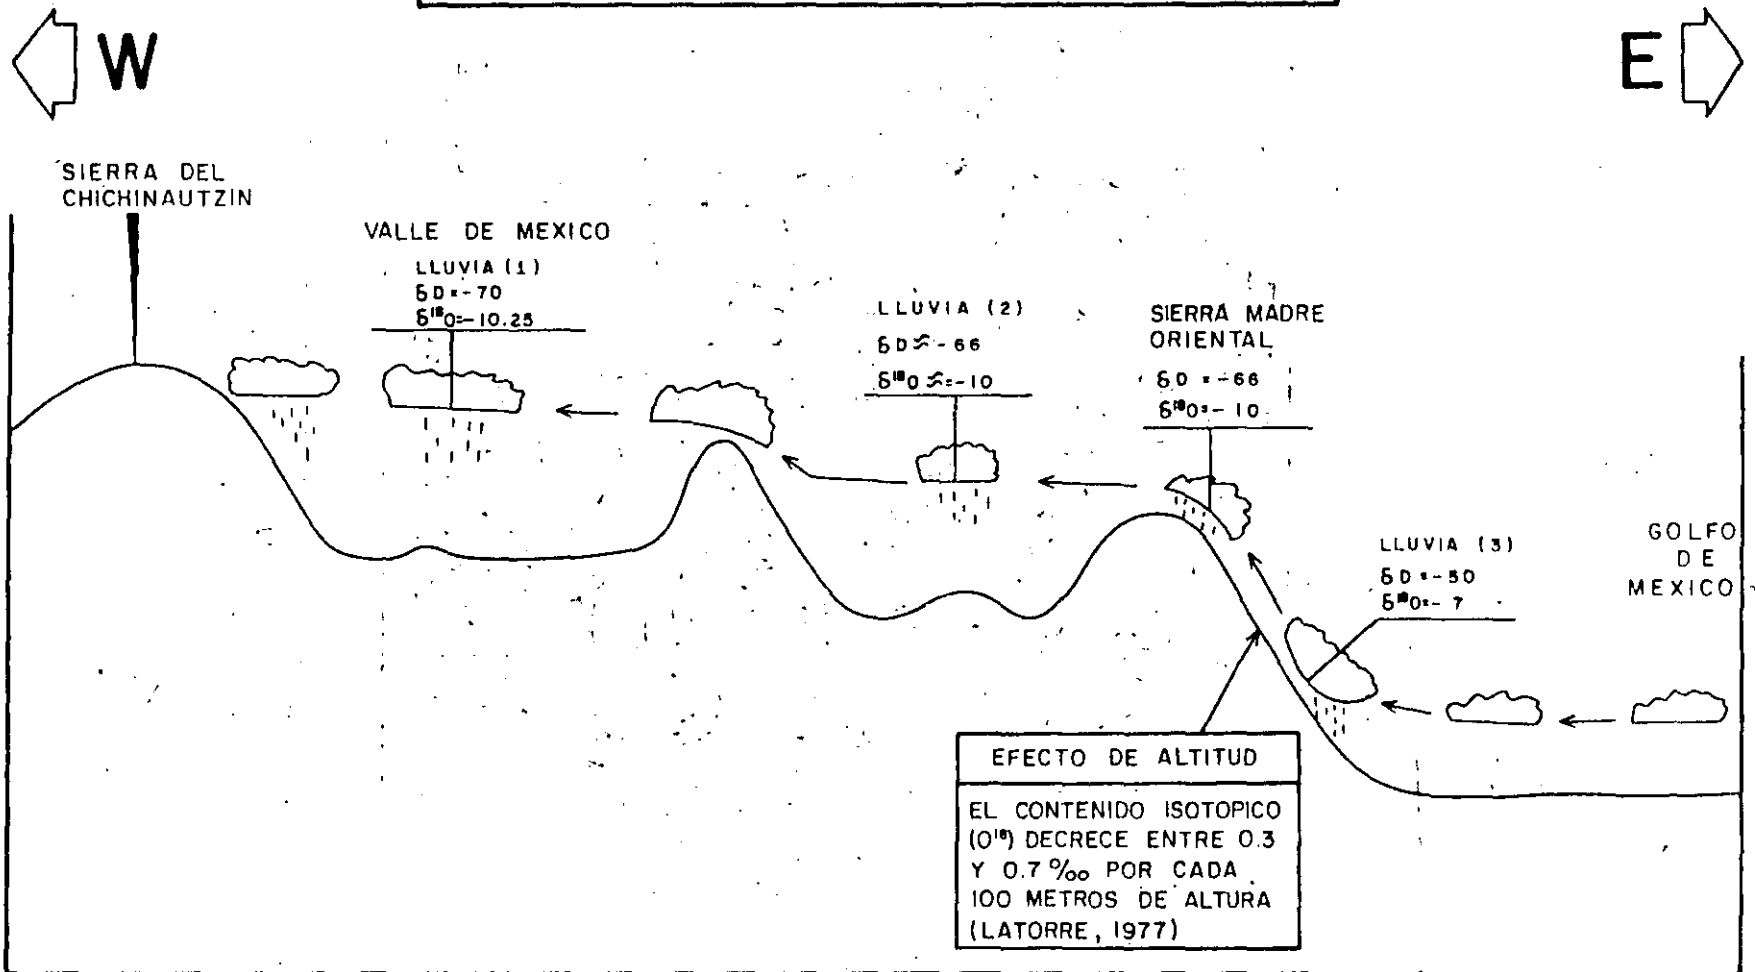 W
E
SIERRA DEL
CHICHINAUTZIN
VALLE DE MEXICO
LLUVIA (1)
δD=-70
δ¹⁸O=-10.25
LLUVIA (2)
δD≈-66
δ¹⁸O≈-10
SIERRA MADRE
ORIENTAL
δD=-66
δ¹⁸O=-10
LLUVIA (3)
δD=-50
δ¹⁸O=-7
GOLFO
DE
MEXICO
EFECTO DE ALTITUD
EL CONTENIDO ISOTOPICO
(O¹⁸) DECRECE ENTRE 0.3
Y 0.7 ‰ POR CADA
100 METROS DE ALTURA
(LATORRE, 1977)